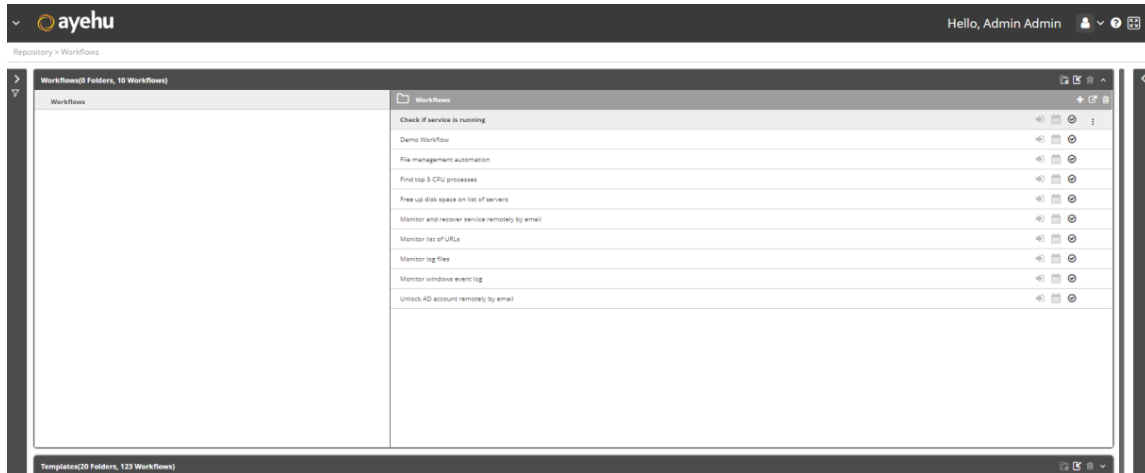 ayehu
Hello, Admin Admin
Repository > Workflows
Workflows(0 Folders, 10 Workflows)
Workflows
Workflows
Check if service is running
Demo Workflow
File management automation
Find top 5 CPU processes
Free up disk space on list of servers
Monitor and recover service remotely by email
Monitor list of URLs
Monitor log files
Monitor windows event log
Unlock AD account remotely by email
Templates(20 Folders, 123 Workflows)